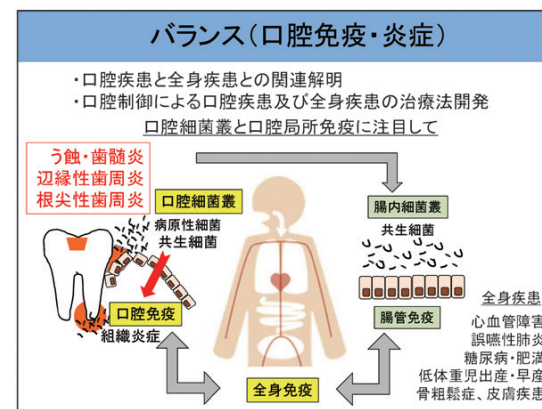 バランス（口腔免疫・炎症）
・口腔疾患と全身疾患との関連解明
・口腔制御による口腔疾患及び全身疾患の治療法開発
口腔細菌叢と口腔局所免疫に注目して
う蝕・歯髄炎
辺縁性歯周炎
根尖性歯周炎
口腔細菌叢
病原性細菌
共生細菌
口腔免疫
組織炎症
腸内細菌叢
共生細菌
腸管免疫
全身免疫
全身疾患
心血管障害
誤嚥性肺炎
糖尿病・肥満
低体重児出産・早産
骨粗鬆症、皮膚疾患